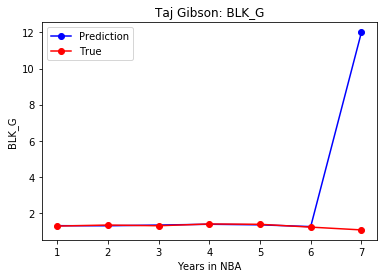 Taj Gibson: BLK_G
Prediction
True
12
10
8
6
4
2
BLK_G
1 2 3 4 5 6 7
Years in NBA